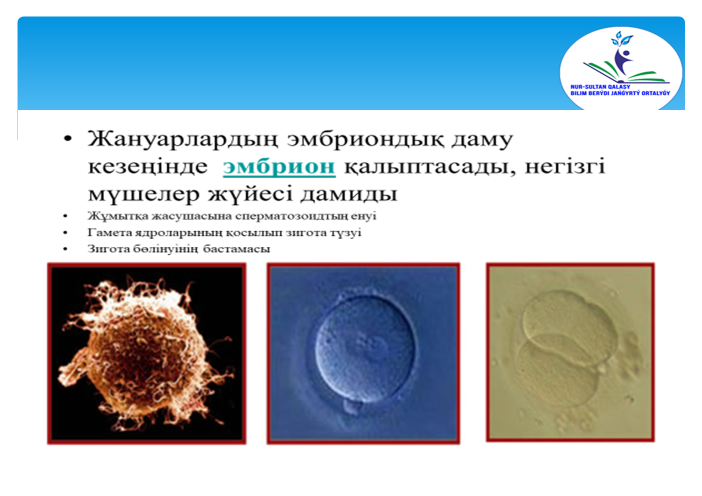 NUR-SULTAN QALASY
BILIM BERÝDI JAŃǴYRTÝ ORTALYǴY
• Жануарлардың эмбриондық даму
кезеңінде эмбрион қалыптасады, негізгі
мүшелер жүйесі дамиды
• Жұмытқа жасушасына сперматозоидтың енуі
• Гамета ядроларының қосылып зигота түзуі
• Зигота бөлінуінің бастамасы